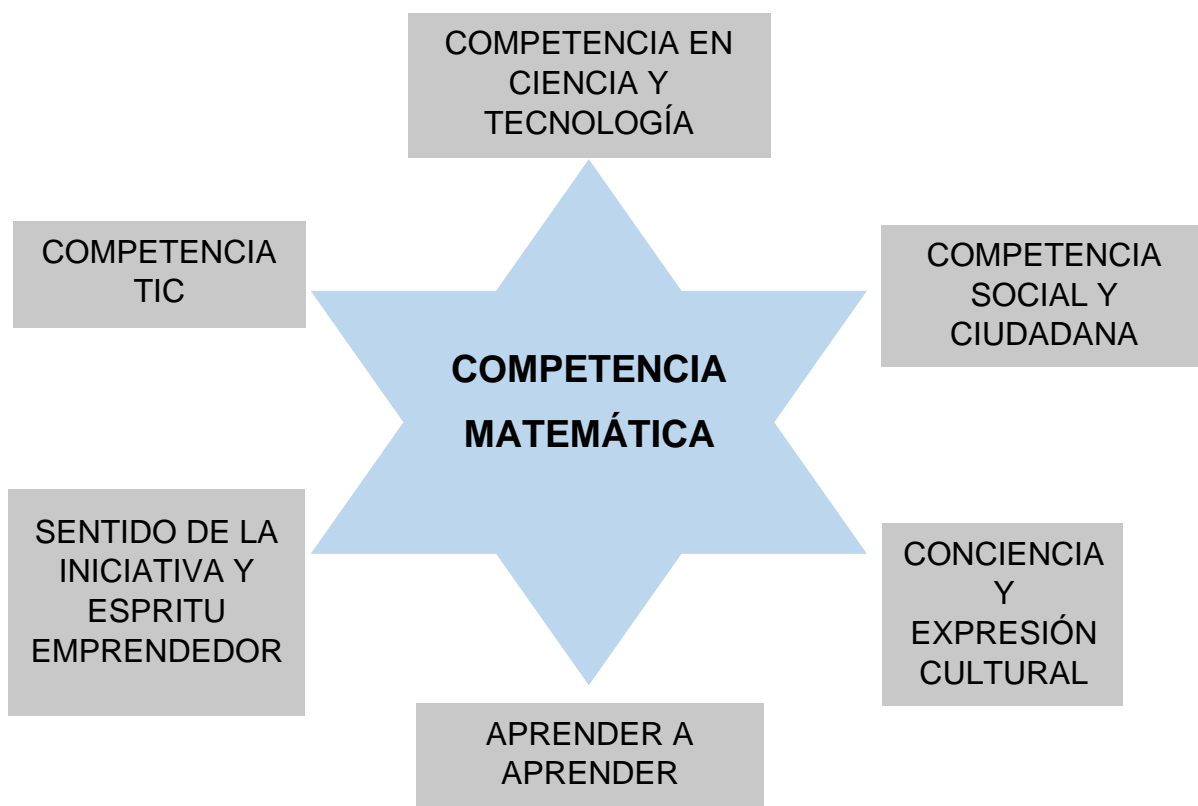 COMPETENCIA EN
CIENCIA Y
TECNOLOGÍA
COMPETENCIA
TIC
COMPETENCIA
SOCIAL Y
CIUDADANA
COMPETENCIA
MATEMÁTICA
SENTIDO DE LA
INICIATIVA Y
ESPRITU
EMPRENDEDOR
CONCIENCIA
Y
EXPRESIÓN
CULTURAL
APRENDER A
APRENDER